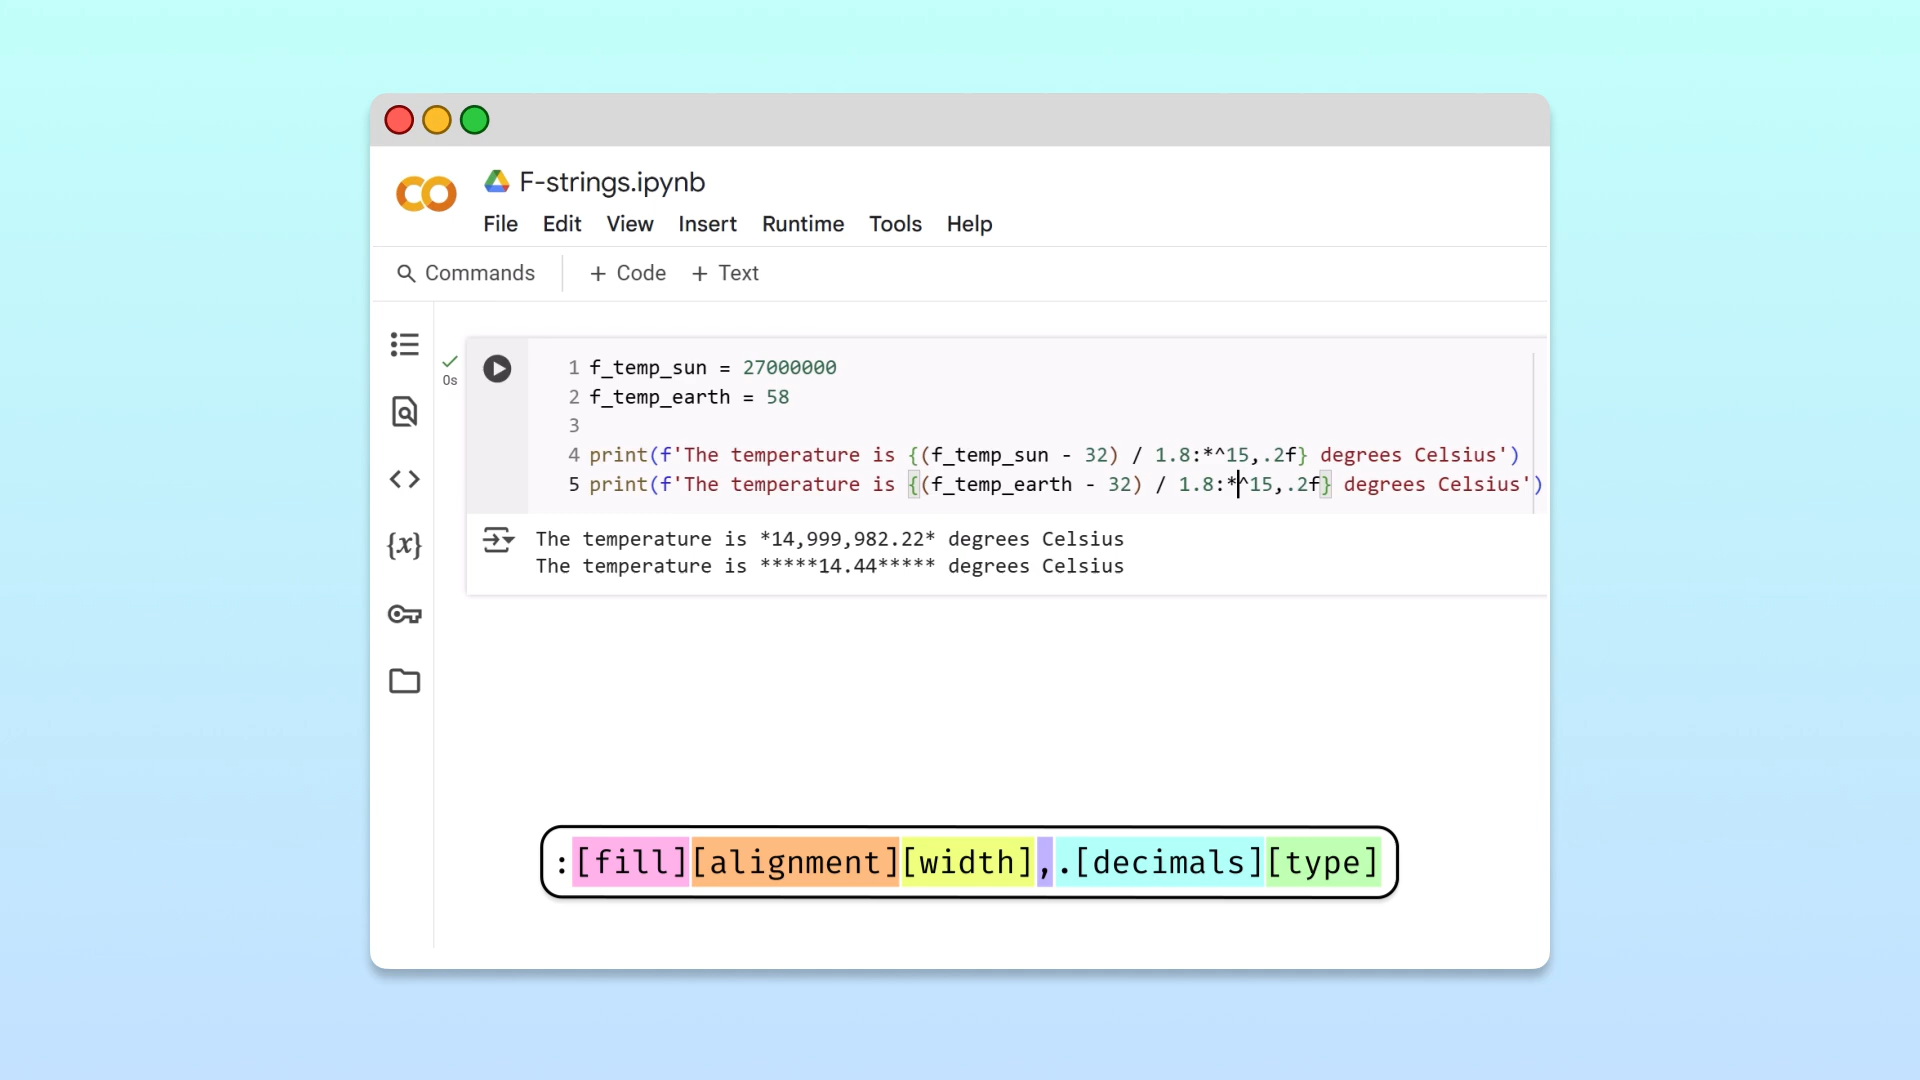 F-strings.ipynb
File Edit View Insert Runtime Tools Help
Commands + Code + Text
0s
1 f_temp_sun = 27000000
2 f_temp_earth = 58
3
4 print(f'The temperature is {(f_temp_sun - 32) / 1.8:*^15,.2f} degrees Celsius')
5 print(f'The temperature is {(f_temp_earth - 32) / 1.8:*^15,.2f} degrees Celsius')
The temperature is *14,999,982.22* degrees Celsius
The temperature is *****14.44***** degrees Celsius
{x}
:[fill][alignment][width],.[decimals][type]